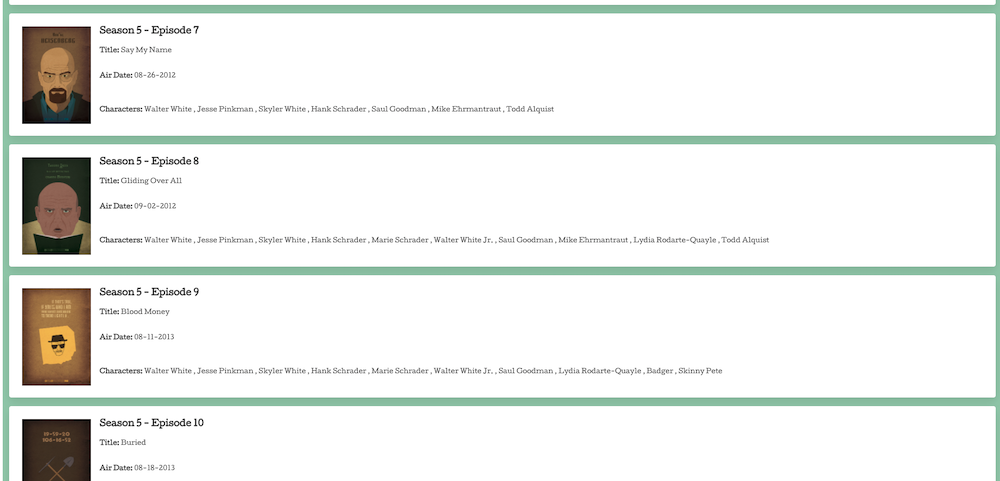 Season 5 - Episode 7
Title: Say My Name
Air Date: 08-26-2012
Characters: Walter White , Jesse Pinkman , Skyler White , Hank Schrader , Saul Goodman , Mike Ehrmantraut , Todd Alquist
Season 5 - Episode 8
Title: Gliding Over All
Air Date: 09-02-2012
Characters: Walter White , Jesse Pinkman , Skyler White , Hank Schrader , Marie Schrader , Walter White Jr. , Saul Goodman , Mike Ehrmantraut , Lydia Rodarte-Quayle , Todd Alquist
Season 5 - Episode 9
Title: Blood Money
Air Date: 08-11-2013
Characters: Walter White , Jesse Pinkman , Skyler White , Hank Schrader , Marie Schrader , Walter White Jr. , Saul Goodman , Lydia Rodarte-Quayle , Badger , Skinny Pete
Season 5 - Episode 10
Title: Buried
Air Date: 08-18-2013